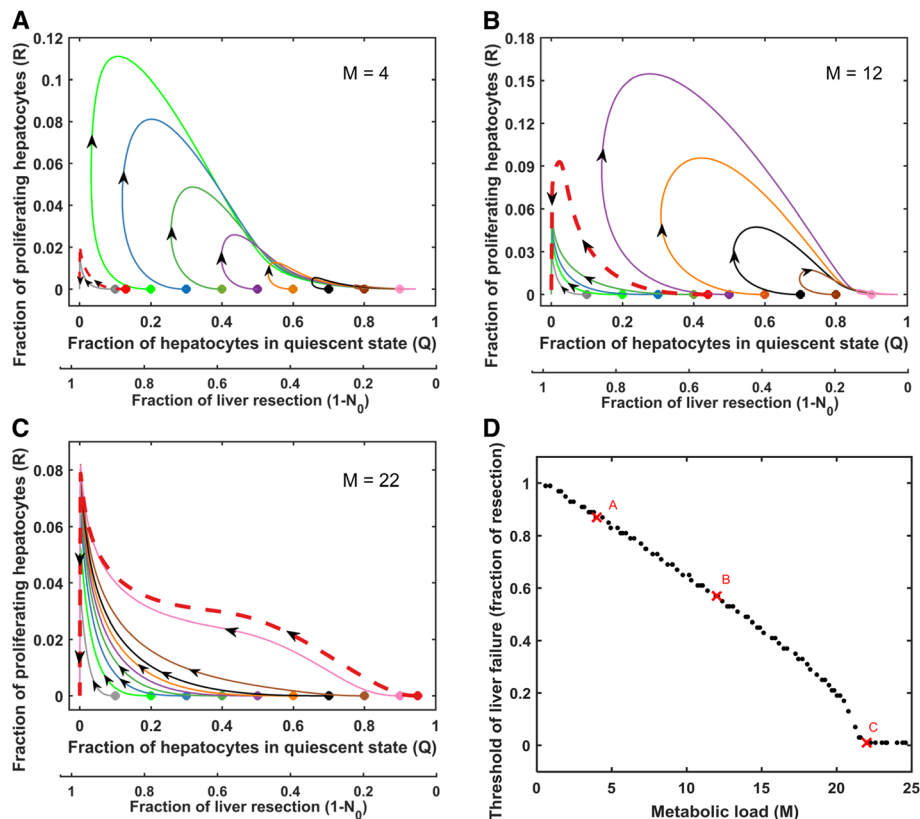 A
M = 4
Fraction of proliferating hepatocytes (R)
0.12
0.1
0.08
0.06
0.04
0.02
0
0 0.2 0.4 0.6 0.8 1
Fraction of hepatocytes in quiescent state (Q)
1 0.8 0.6 0.4 0.2 0
Fraction of liver resection (1-N0)
B
M = 12
Fraction of proliferating hepatocytes (R)
0.18
0.15
0.12
0.09
0.06
0.03
0
0 0.2 0.4 0.6 0.8 1
Fraction of hepatocytes in quiescent state (Q)
1 0.8 0.6 0.4 0.2 0
Fraction of liver resection (1-N0)
C
M = 22
Fraction of proliferating hepatocytes (R)
0.08
0.06
0.04
0.02
0
0 0.2 0.4 0.6 0.8 1
Fraction of hepatocytes in quiescent state (Q)
1 0.8 0.6 0.4 0.2 0
Fraction of liver resection (1-N0)
D
Threshold of liver failure (fraction of resection)
1
0.8
0.6
0.4
0.2
0
A
B
C
0 5 10 15 20 25
Metabolic load (M)